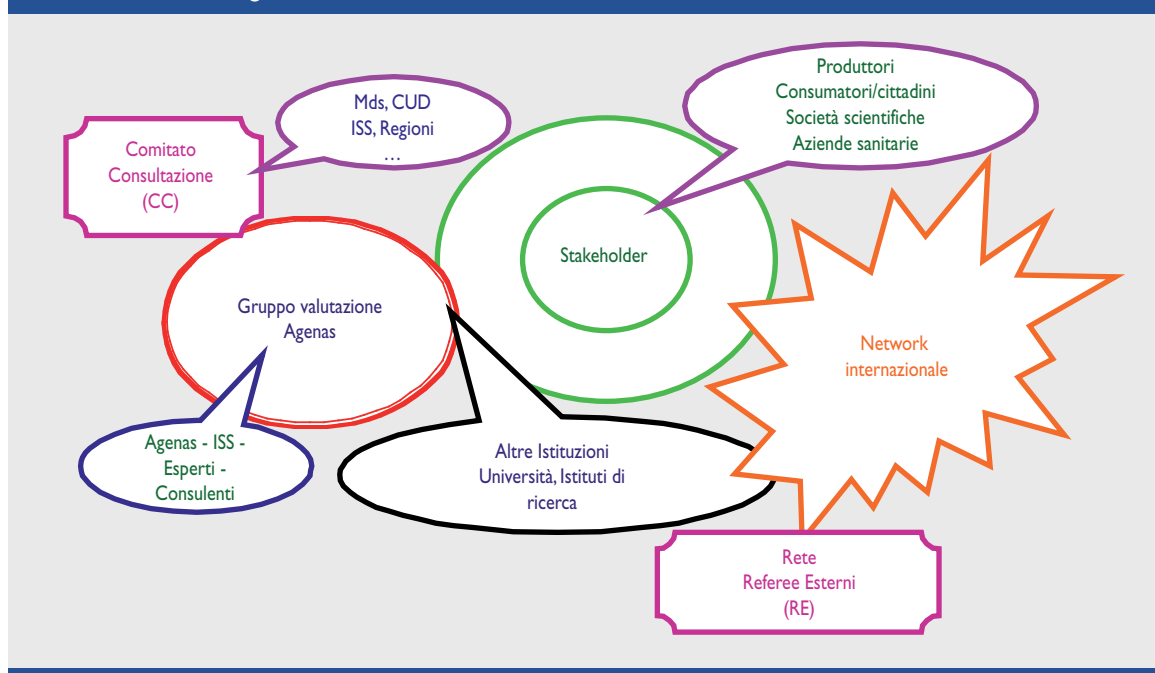 Produttori
Consumatori/cittadini
Società scientifiche
Aziende sanitarie
Mds, CUD
ISS, Regioni
…
Comitato
Consultazione
(CC)
Stakeholder
Gruppo valutazione
Agenas
Network
internazionale
Agenas - ISS -
Esperti -
Consulenti
Altre Istituzioni
Università, Istituti di
ricerca
Rete
Referee Esterni
(RE)